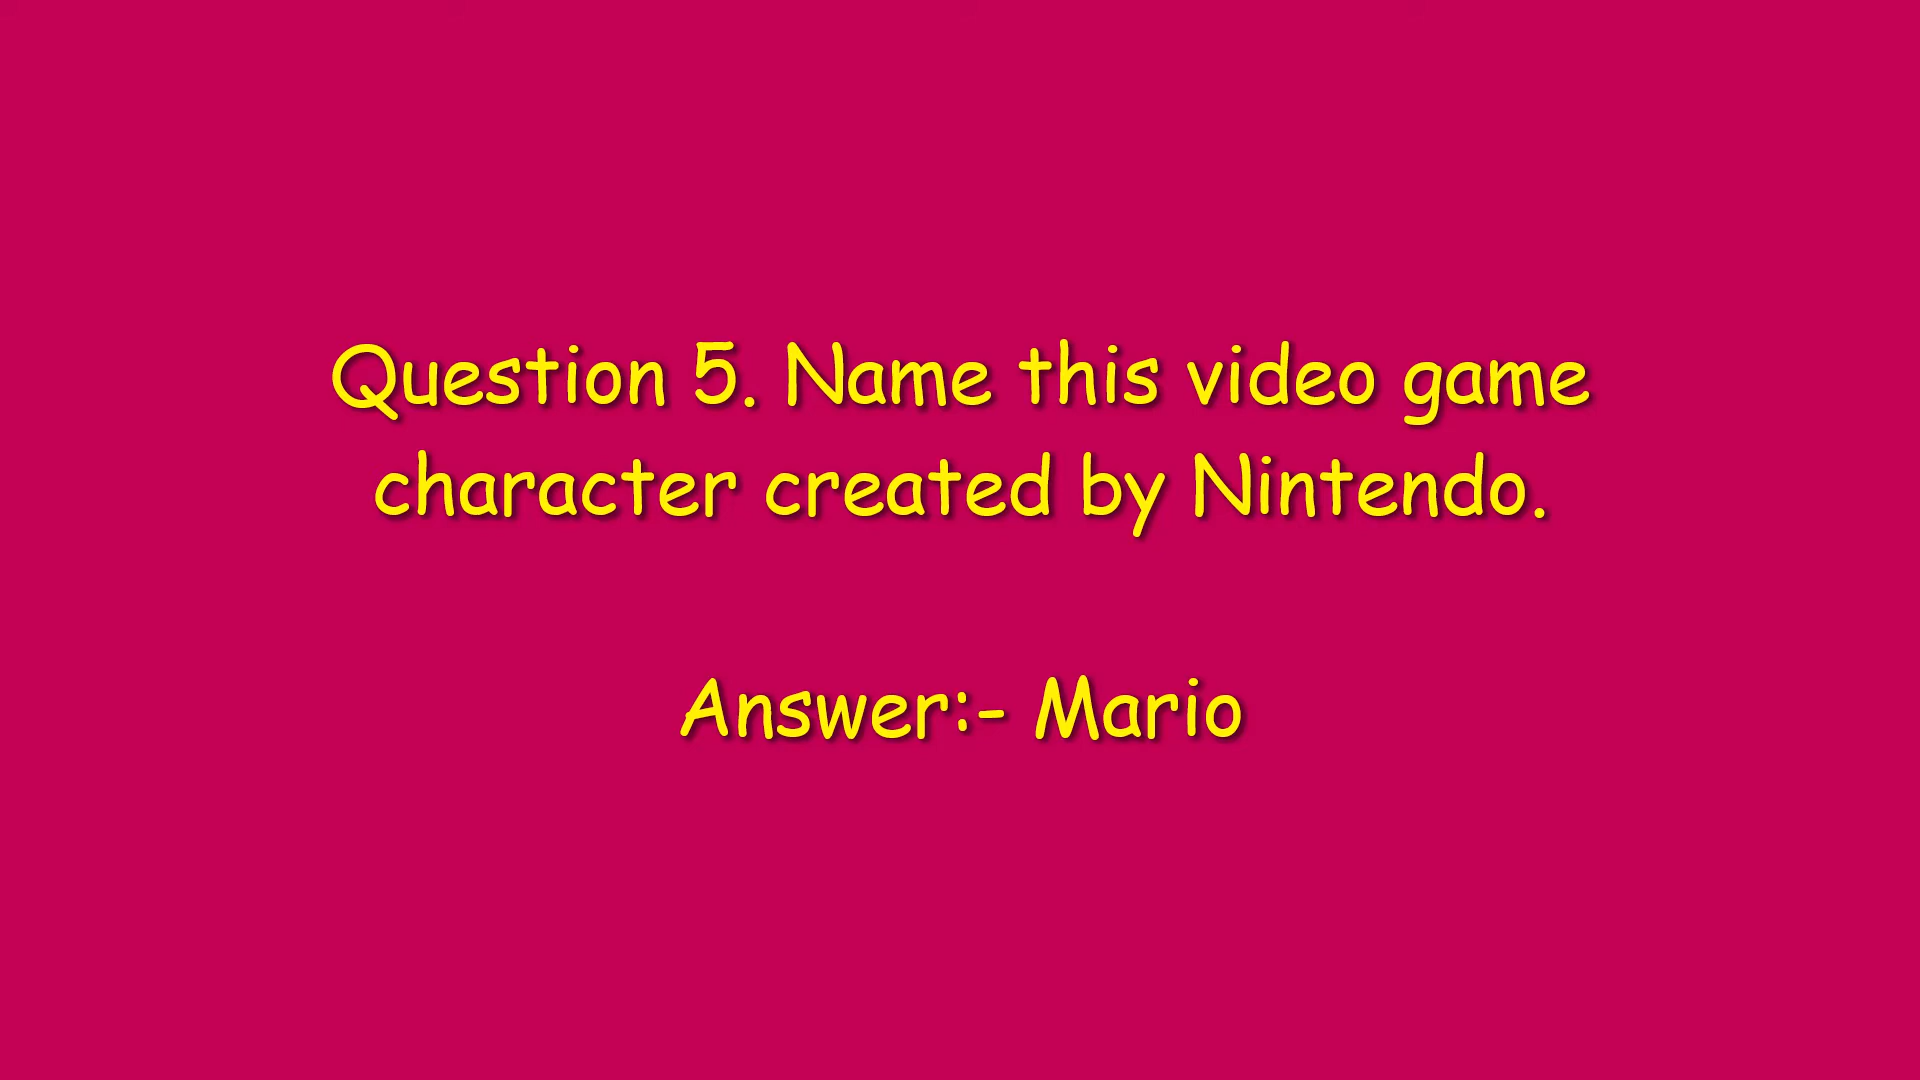 Question 5. Name this video game
character created by Nintendo.
Answer:- Mario